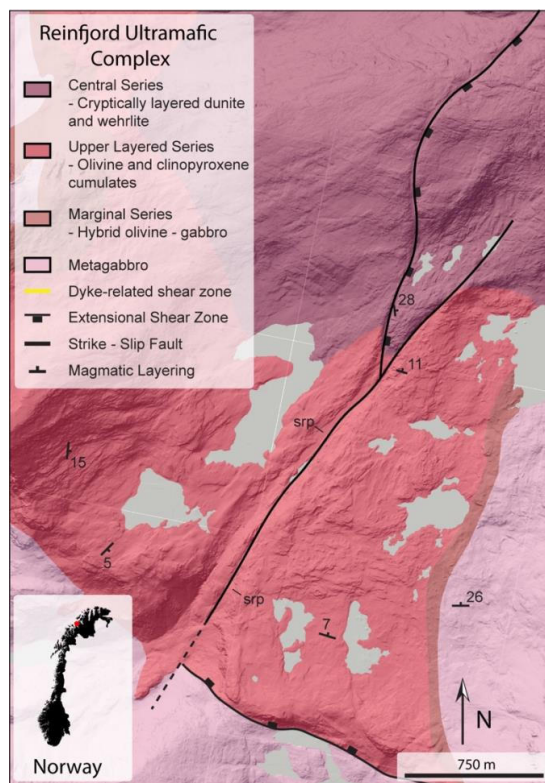 Reinfjord Ultramafic
Complex
Central Series
- Cryptically layered dunite
and wehrlite
Upper Layered Series
- Olivine and clinopyroxene
cumulates
Marginal Series
- Hybrid olivine - gabbro
Metagabbro
Dyke-related shear zone
Extensional Shear Zone
Strike - Slip Fault
Magmatic Layering
28
11
srp
15
5
srp
26
7
N
Norway
750 m